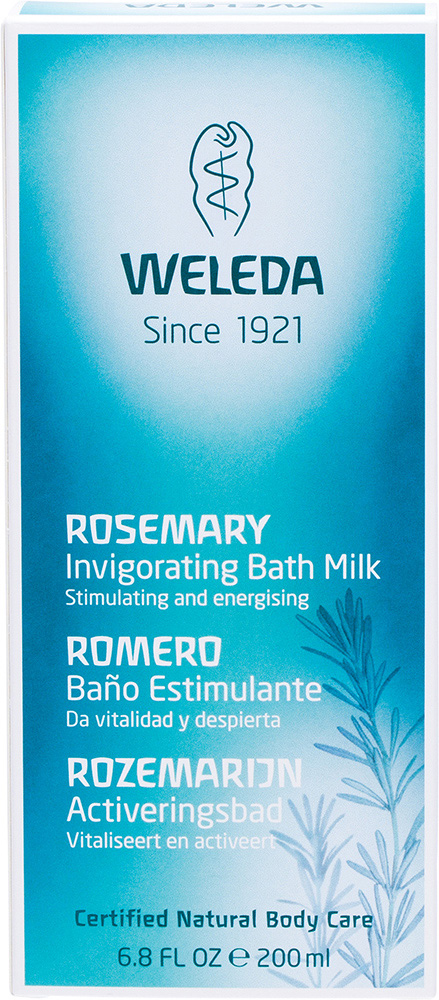 WELEDA
WELEDA
Since 1921
ROSEMARY
Invigorating Bath Milk
Stimulating and energising
ROMERO
Baño Estimulante
Da vitalidad y despierta
ROZEMARIJN
Activeringsbad
Vitaliseert en activeert
Certified Natural Body Care
6.8 FL OZ ℮ 200 ml